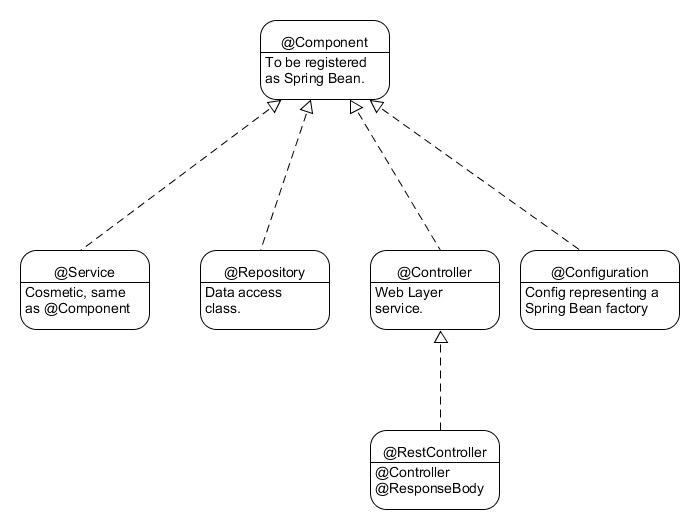 @Component
To be registered
as Spring Bean.
@Service
Cosmetic, same
as @Component
@Repository
Data access
class.
@Controller
Web Layer
service.
@Configuration
Config representing a
Spring Bean factory
@RestController
@Controller
@ResponseBody